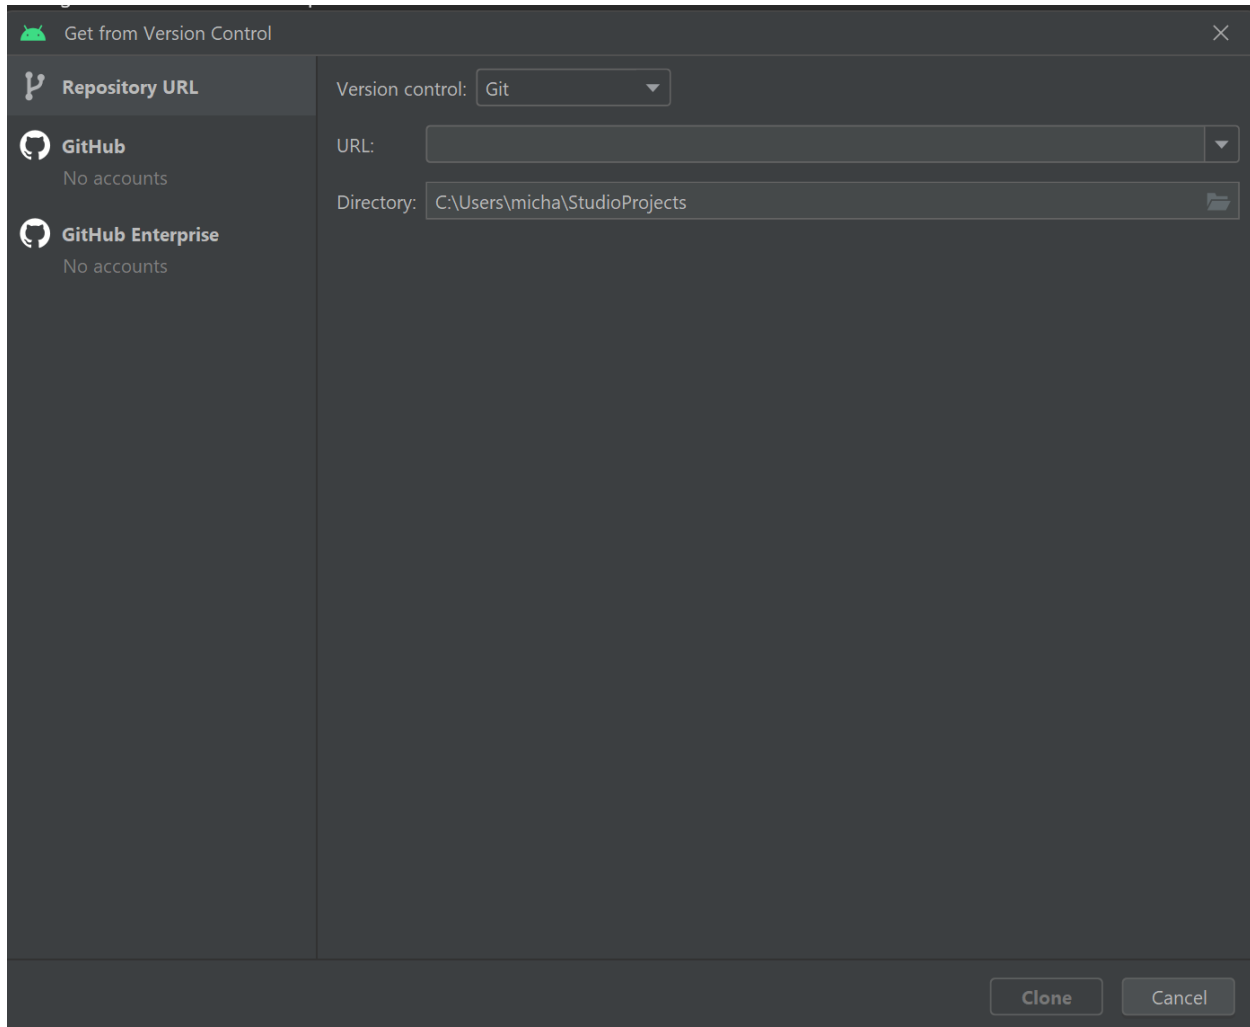 Get from Version Control
Repository URL
GitHub
No accounts
GitHub Enterprise
No accounts
Version control: Git
URL:
Directory: C:\Users\micha\StudioProjects
Clone Cancel